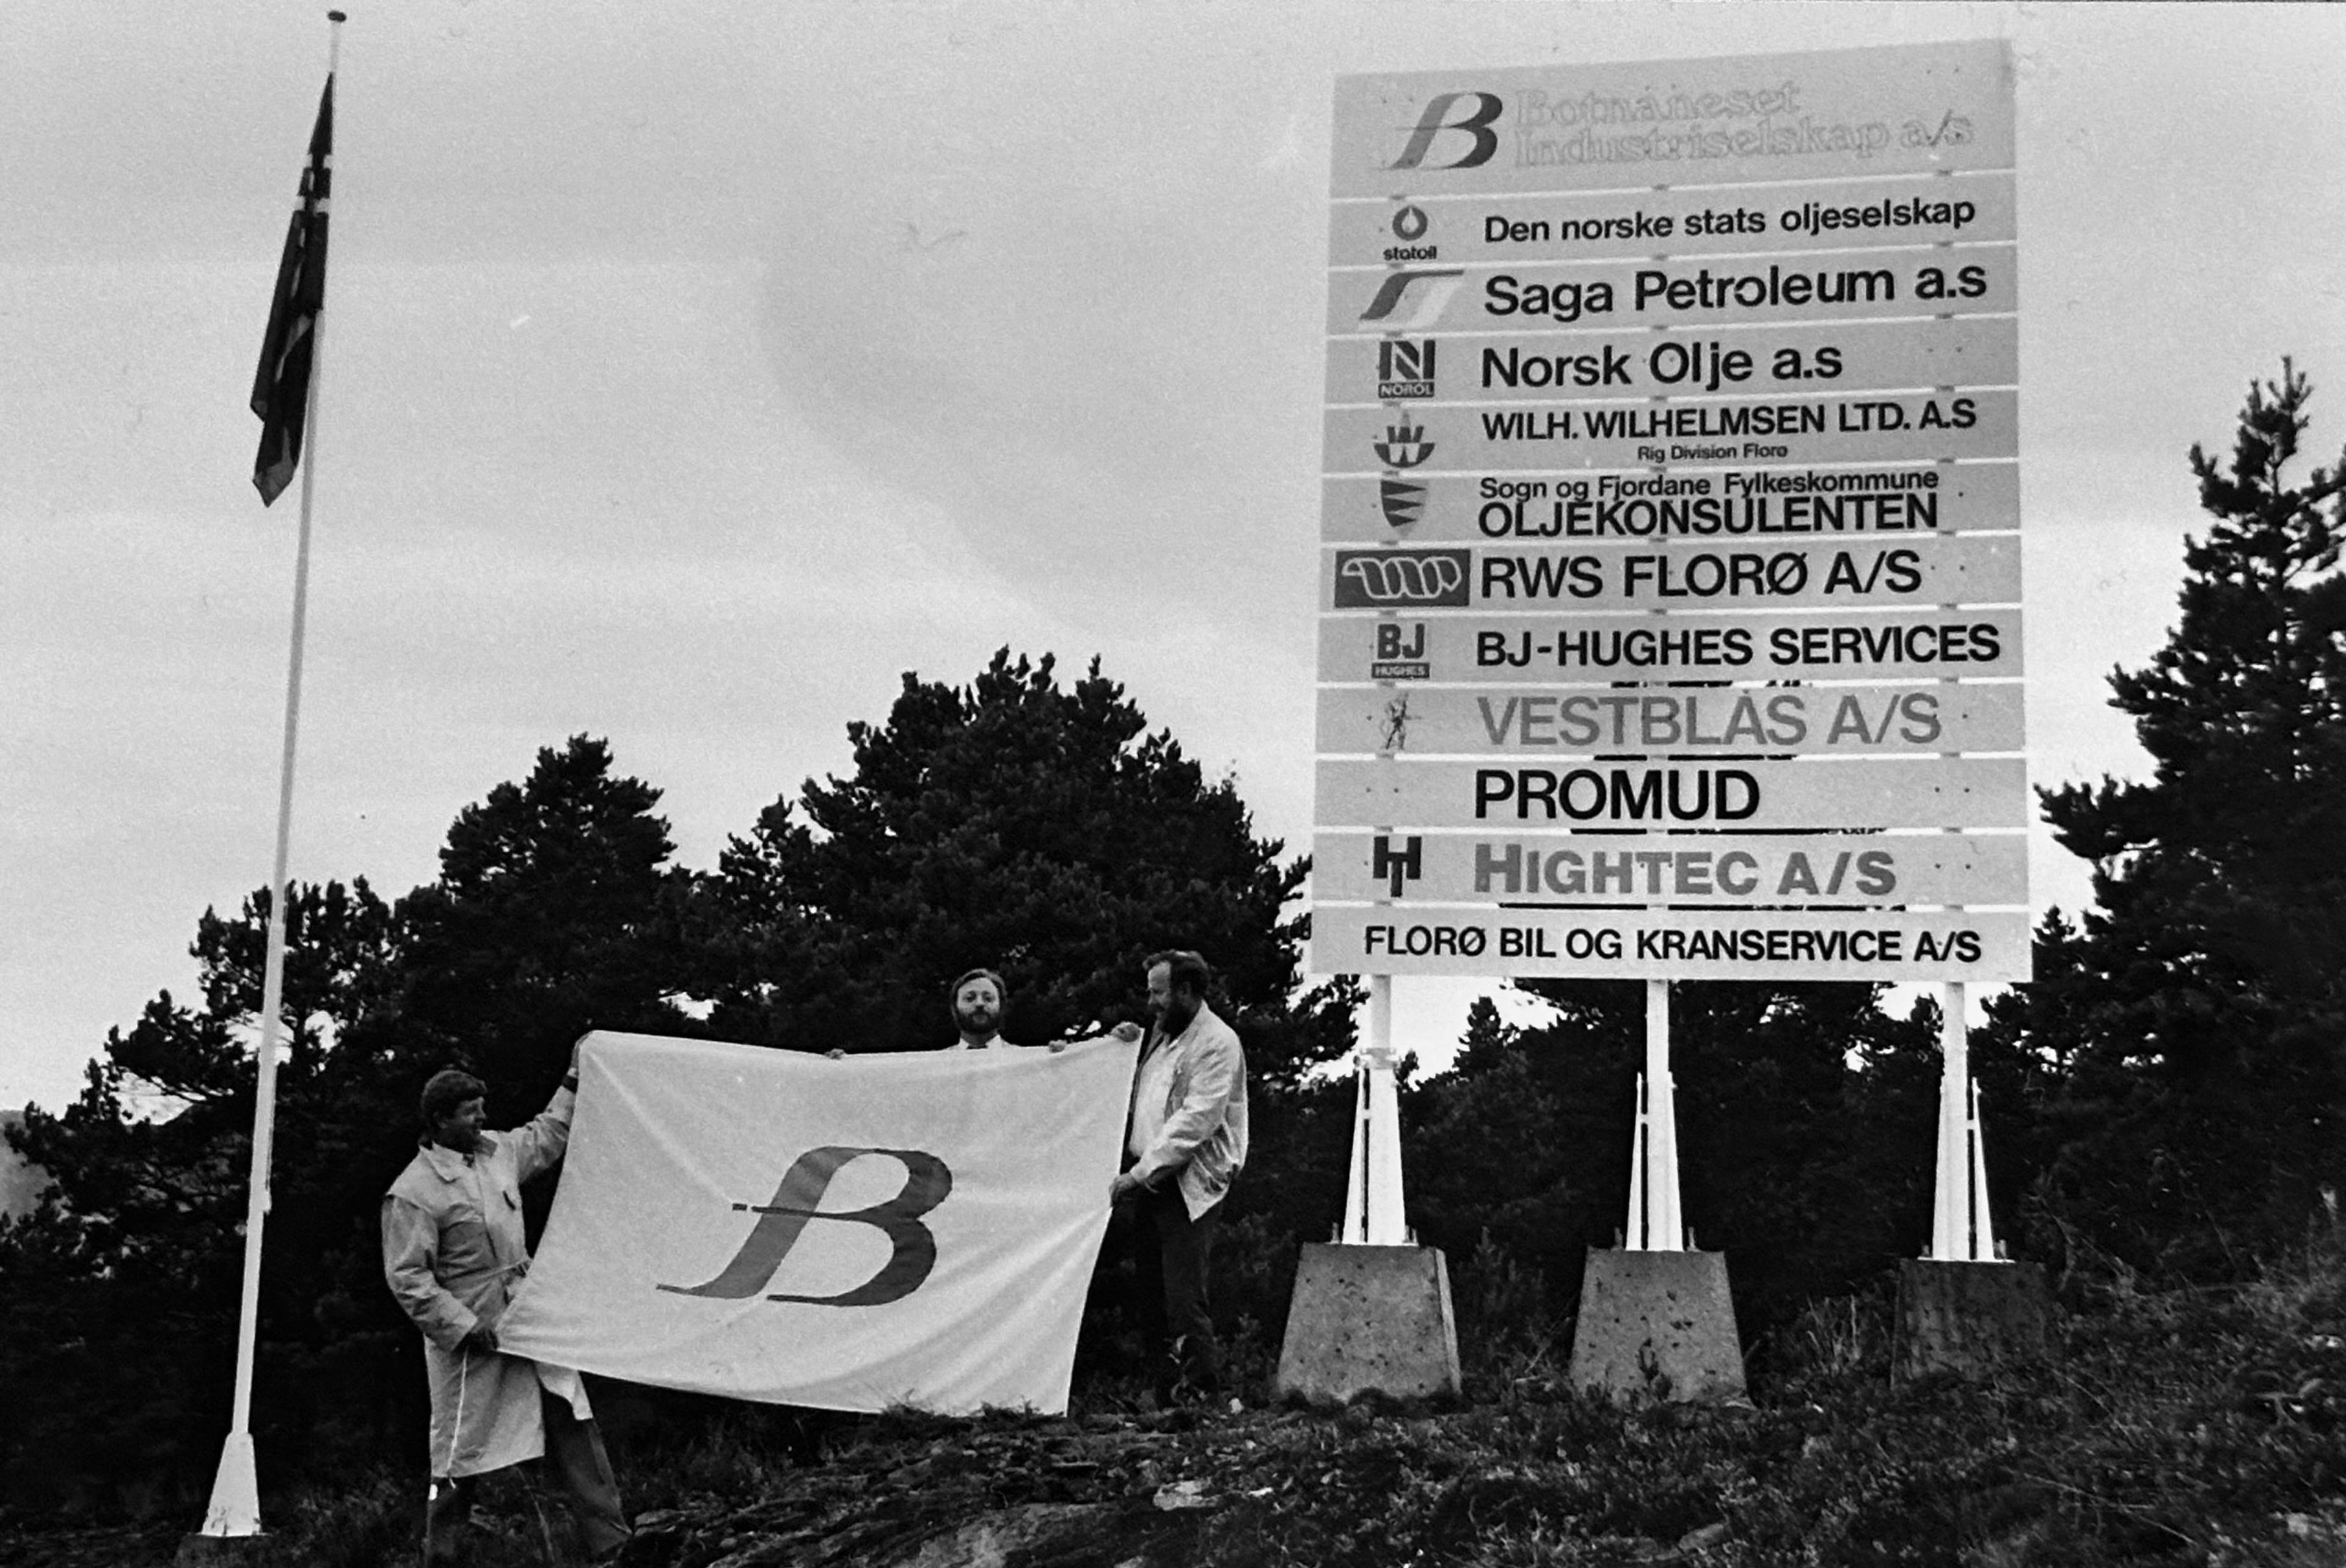 B Botnaneset
Industriselskap a/s
statoil Den norske stats oljeselskap
Saga Petroleum a.s
N NOROL Norsk Olje a.s
W WILH. WILHELMSEN LTD. A.S
Rig Division Florø
Sogn og Fjordane Fylkeskommune
OLJEKONSULENTEN
RWS FLORØ A/S
BJ HUGHES BJ-HUGHES SERVICES
VESTBLÅS A/S
PROMUD
HT HIGHTEC A/S
FLORØ BIL OG KRANSERVICE A/S
B